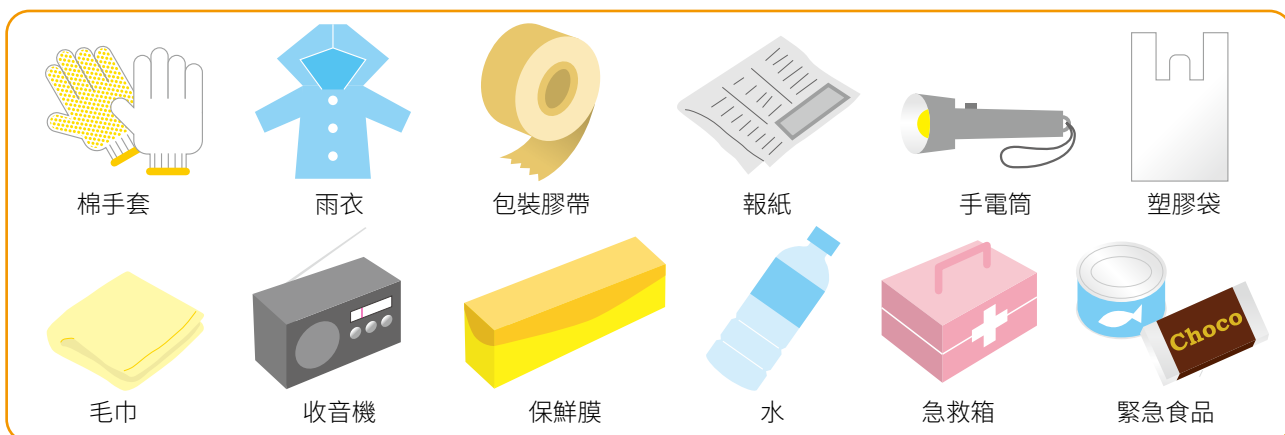 棉手套
雨衣
包裝膠帶
報紙
手電筒
塑膠袋
毛巾
收音機
保鮮膜
水
急救箱
Choco
緊急食品